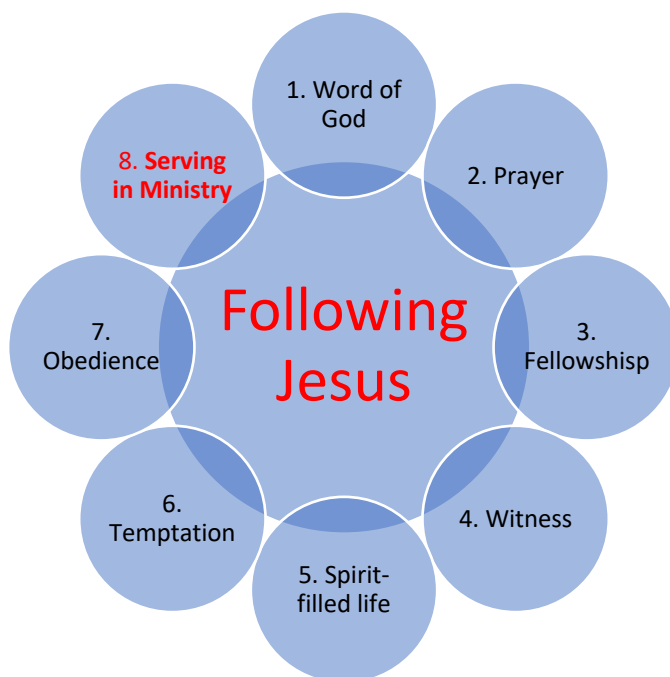 1. Word of
God
2. Prayer
3.
Fellowshisp
4. Witness
5. Spirit-
filled life
6.
Temptation
7.
Obedience
8. Serving
in Ministry
Following
Jesus